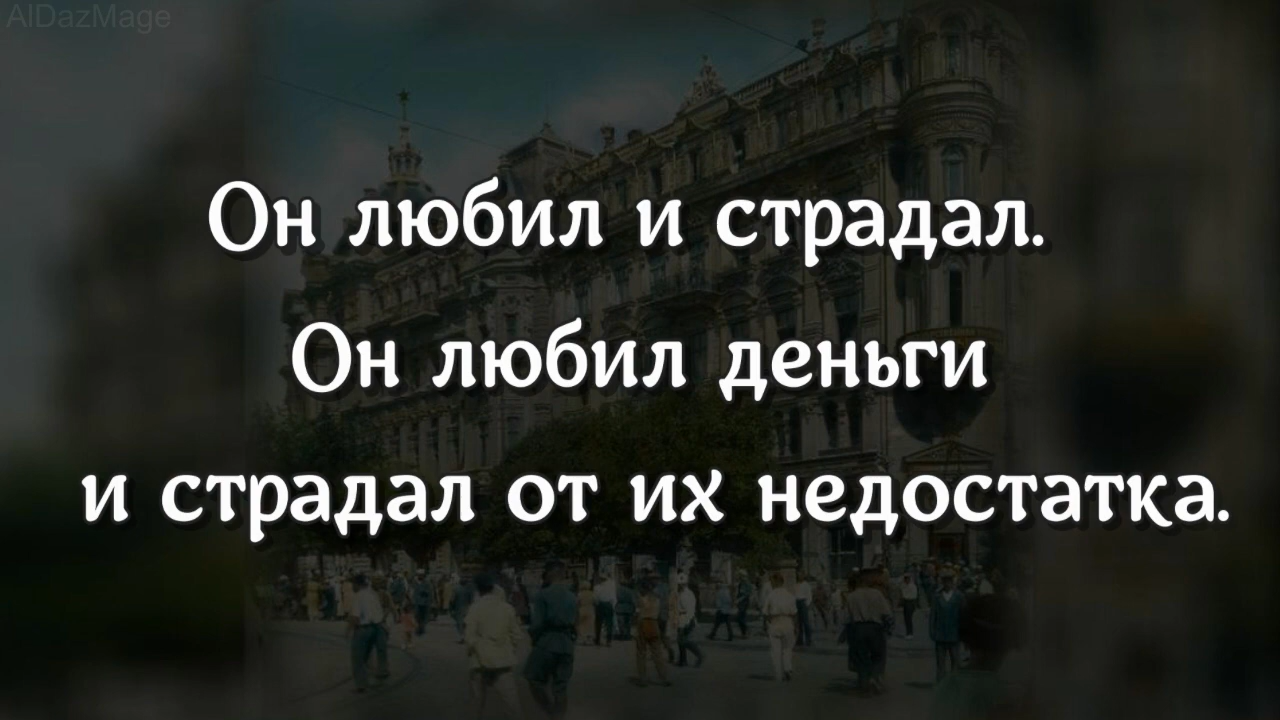 AlDazMage
Он любил и страдал.
Он любил деньги
и страдал от их недостатка.